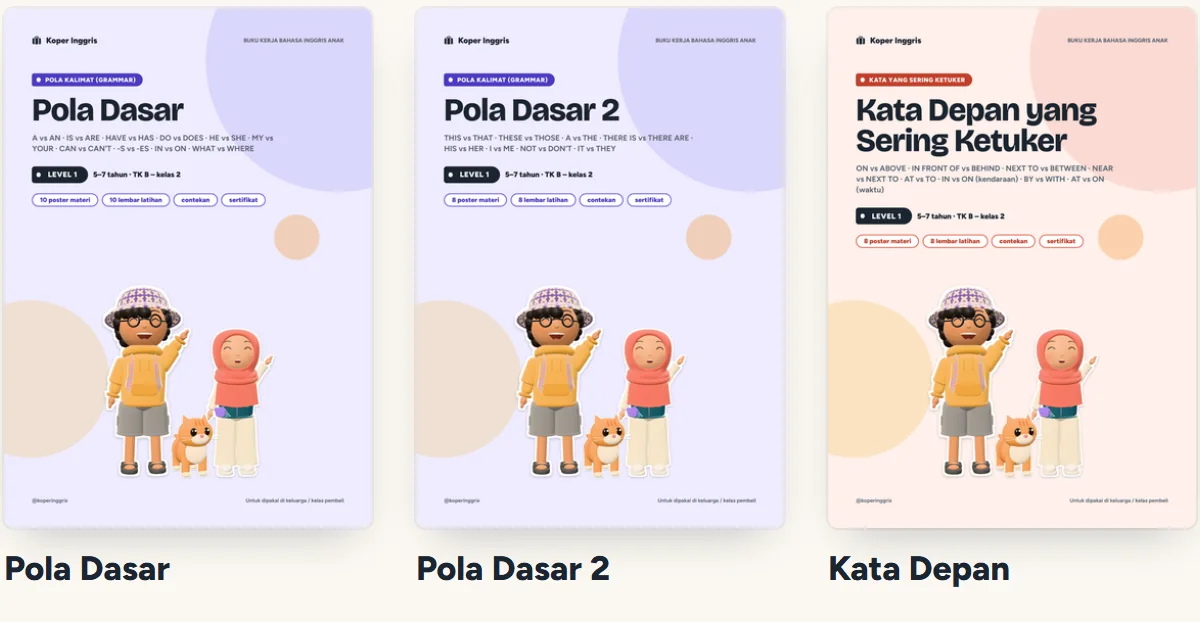 Koper Inggris
BUKU KERJA BAHASA INGGRIS ANAK
POLA KALIMAT (GRAMMAR)
Pola Dasar
A vs AN · IS vs ARE · HAVE vs HAS · DO vs DOES · HE vs SHE · MY vs
YOUR · CAN vs CAN'T · -S vs -ES · IN vs ON · WHAT vs WHERE
LEVEL 1
5–7 tahun · TK B – kelas 2
10 poster materi
10 lembar latihan
contekan
sertifikat
@koperinggris
Untuk dipakai di keluarga / kelas pembeli
Pola Dasar
Koper Inggris
BUKU KERJA BAHASA INGGRIS ANAK
POLA KALIMAT (GRAMMAR)
Pola Dasar 2
THIS vs THAT · THESE vs THOSE · A vs THE · THERE IS vs THERE ARE ·
HIS vs HER · I vs ME · NOT vs DON'T · IT vs THEY
LEVEL 1
5–7 tahun · TK B – kelas 2
8 poster materi
8 lembar latihan
contekan
sertifikat
@koperinggris
Untuk dipakai di keluarga / kelas pembeli
Pola Dasar 2
Koper Inggris
BUKU KERJA BAHASA INGGRIS ANAK
KATA YANG SERING KETUKER
Kata Depan yang
Sering Ketuker
ON vs ABOVE · IN FRONT OF vs BEHIND · NEXT TO vs BETWEEN · NEAR
vs NEXT TO · AT vs TO · IN vs ON (kendaraan) · BY vs WITH · AT vs ON
(waktu)
LEVEL 1
5–7 tahun · TK B – kelas 2
8 poster materi
8 lembar latihan
contekan
sertifikat
@koperinggris
Untuk dipakai di keluarga / kelas pembeli
Kata Depan